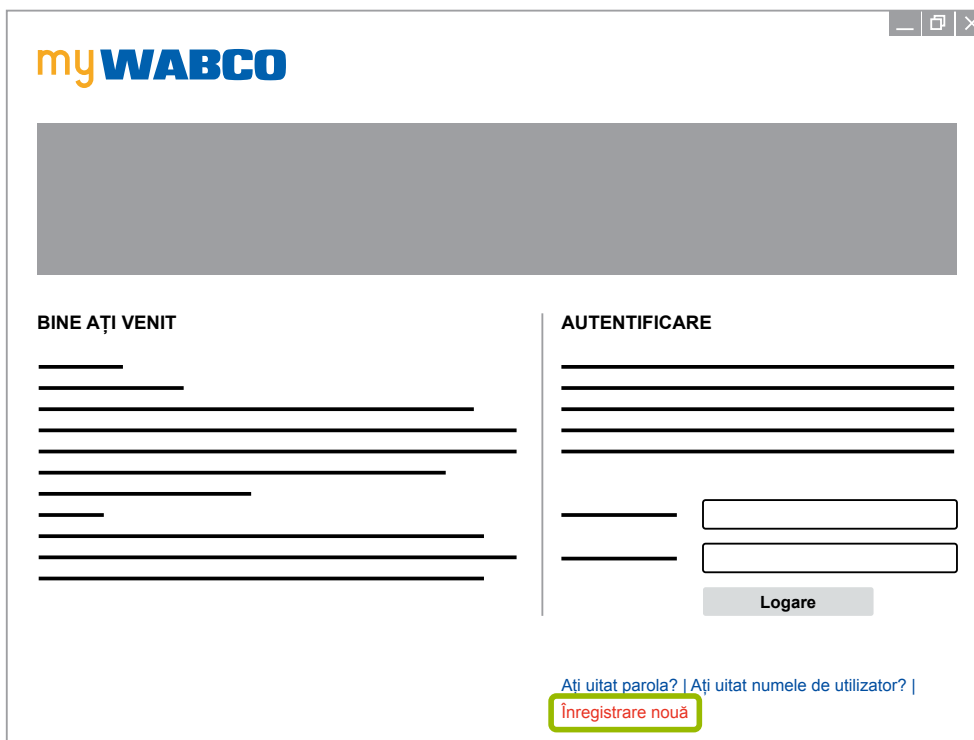 myWABCO
BINE AȚI VENIT
AUTENTIFICARE
Logare
Ați uitat parola? | Ați uitat numele de utilizator? |
Înregistrare nouă